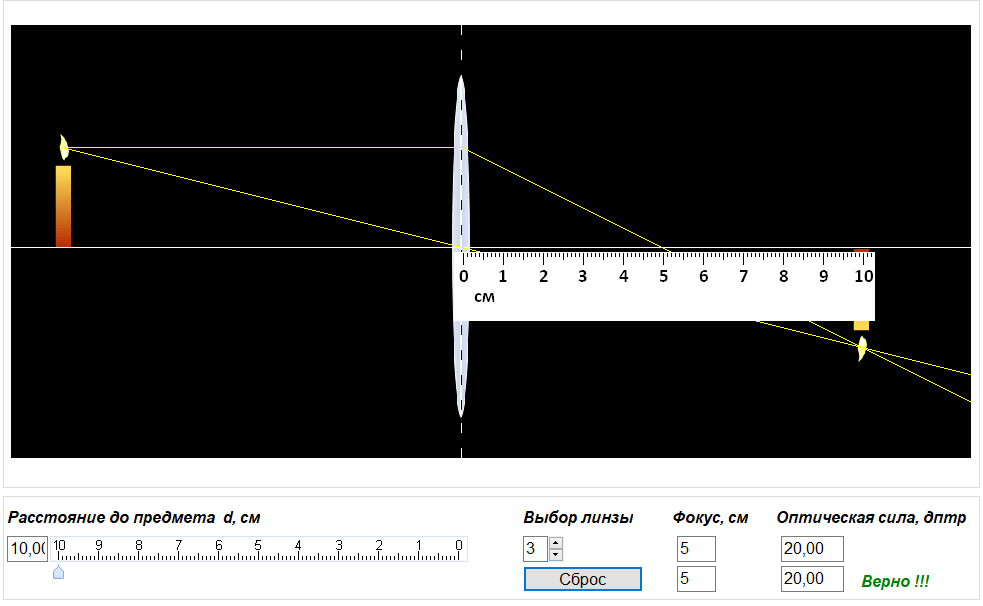 0 1 2 3 4 5 6 7 8 9 10
см
Расстояние до предмета d, см
Выбор линзы
Фокус, см
Оптическая сила, дптр
10,00
10 9 8 7 6 5 4 3 2 1 0
3
5
20,00
Сброс
5
20,00
Верно !!!